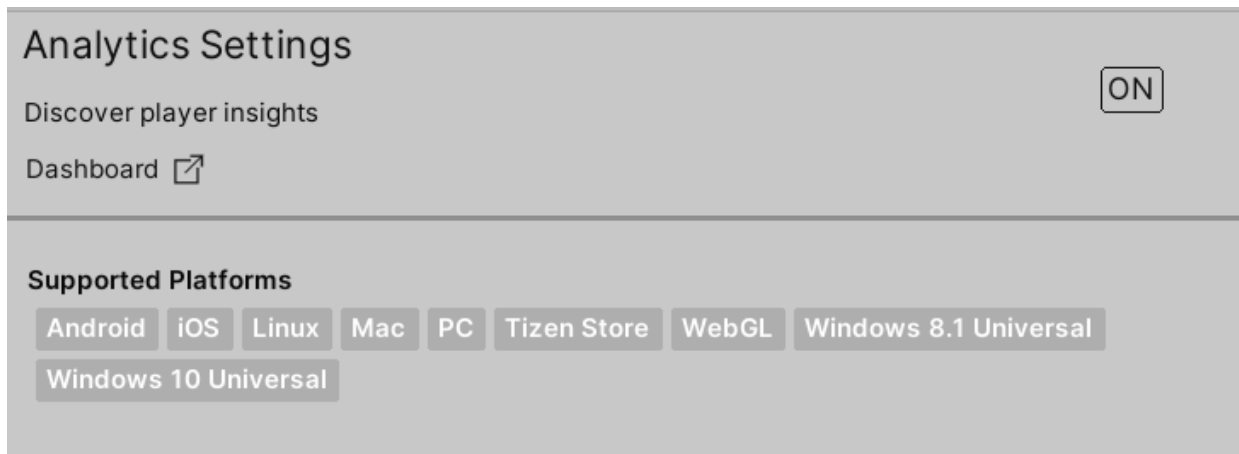 Analytics Settings
ON
Discover player insights
Dashboard
Supported Platforms
Android iOS Linux Mac PC Tizen Store WebGL Windows 8.1 Universal
Windows 10 Universal